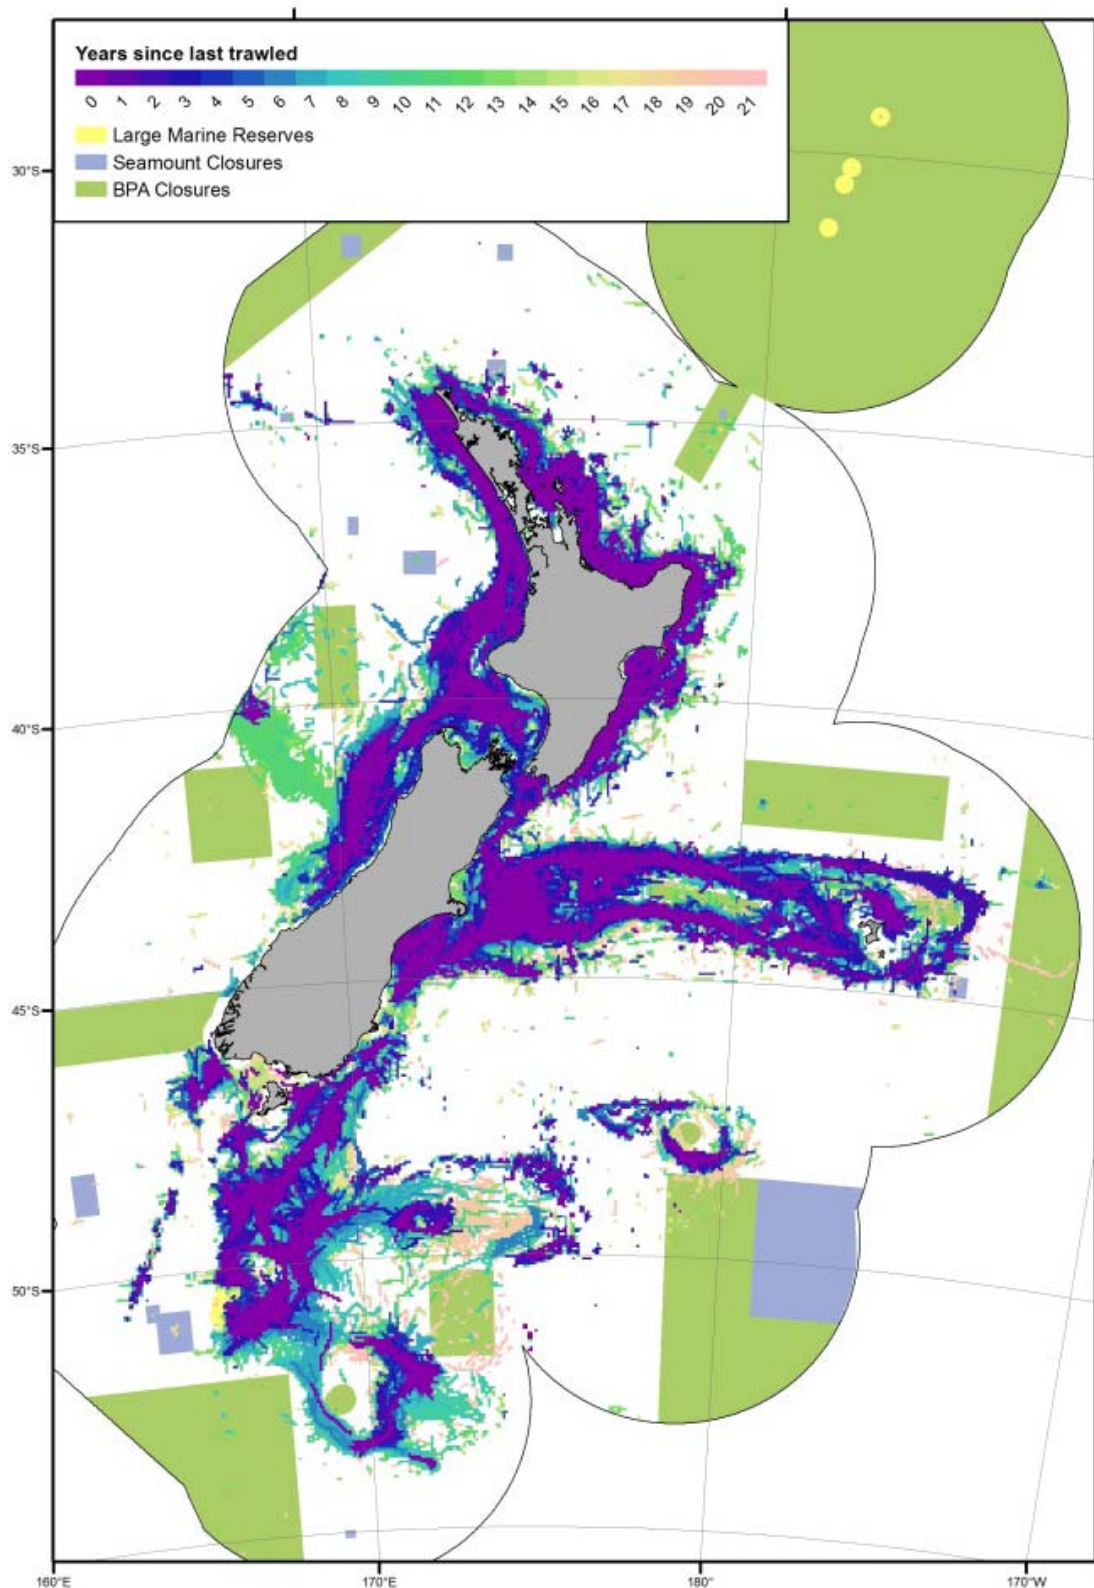 Years since last trawled
0 1 2 3 4 5 6 7 8 9 10 11 12 13 14 15 16 17 18 19 20 21
Large Marine Reserves
Seamount Closures
BPA Closures
30°S
35°S
40°S
45°S
50°S
160°E 170°E 180° 170°W